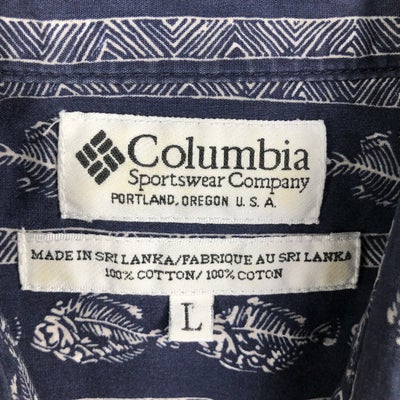 Columbia
Sportswear Company
PORTLAND, OREGON U. S. A.
MADE IN SRI LANKA/FABRIQUE AU SRI LANKA
100% COTTON/100% COTON
L